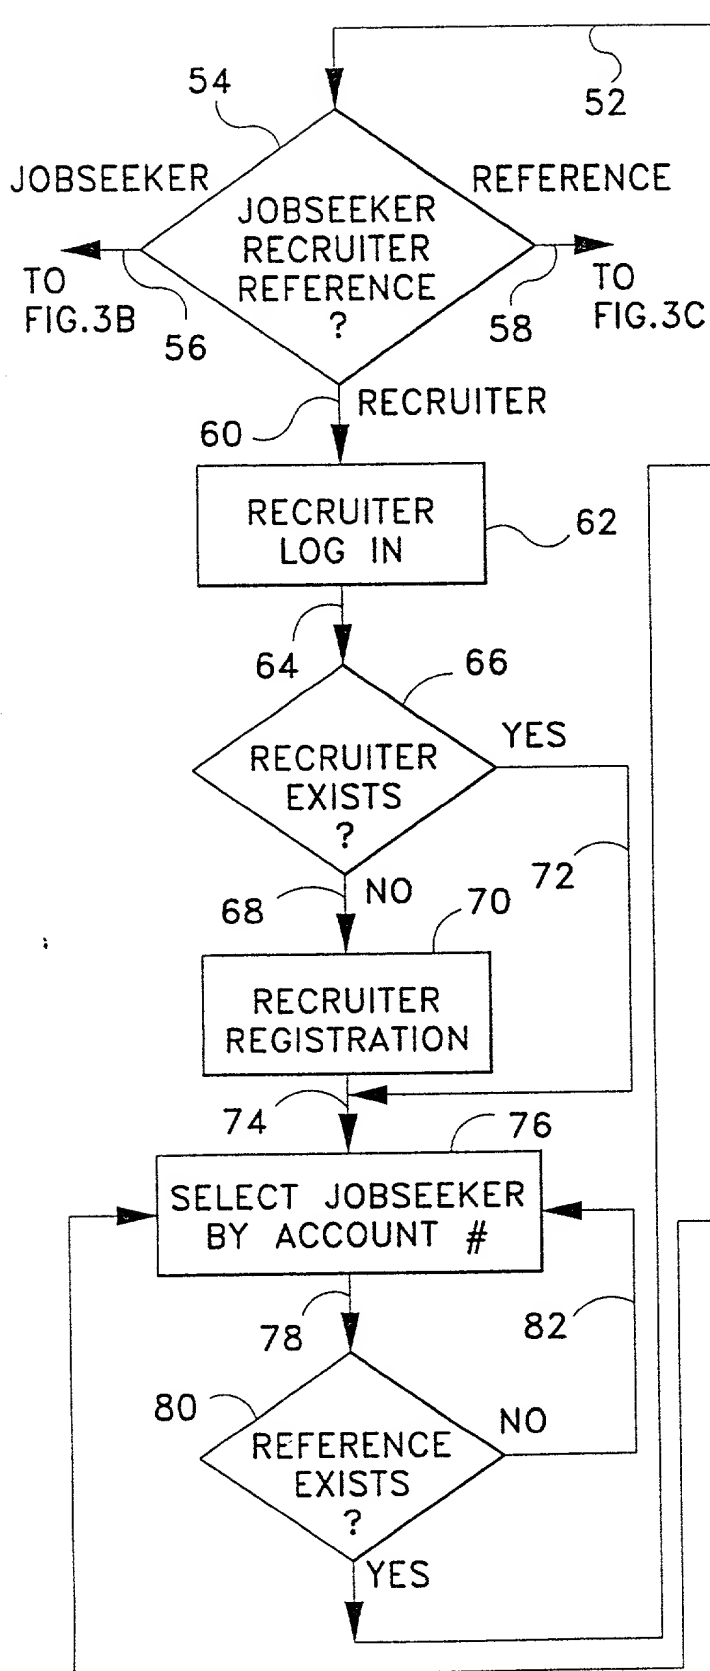 52
54
JOBSEEKER
REFERENCE
JOBSEEKER
RECRUITER
REFERENCE
?
TO
FIG.3B
56
58
TO
FIG.3C
RECRUITER
60
RECRUITER
LOG IN
62
64
66
YES
RECRUITER
EXISTS
?
72
68
NO
70
RECRUITER
REGISTRATION
74
76
SELECT JOBSEEKER
BY ACCOUNT #
78
82
80
NO
REFERENCE
EXISTS
?
YES